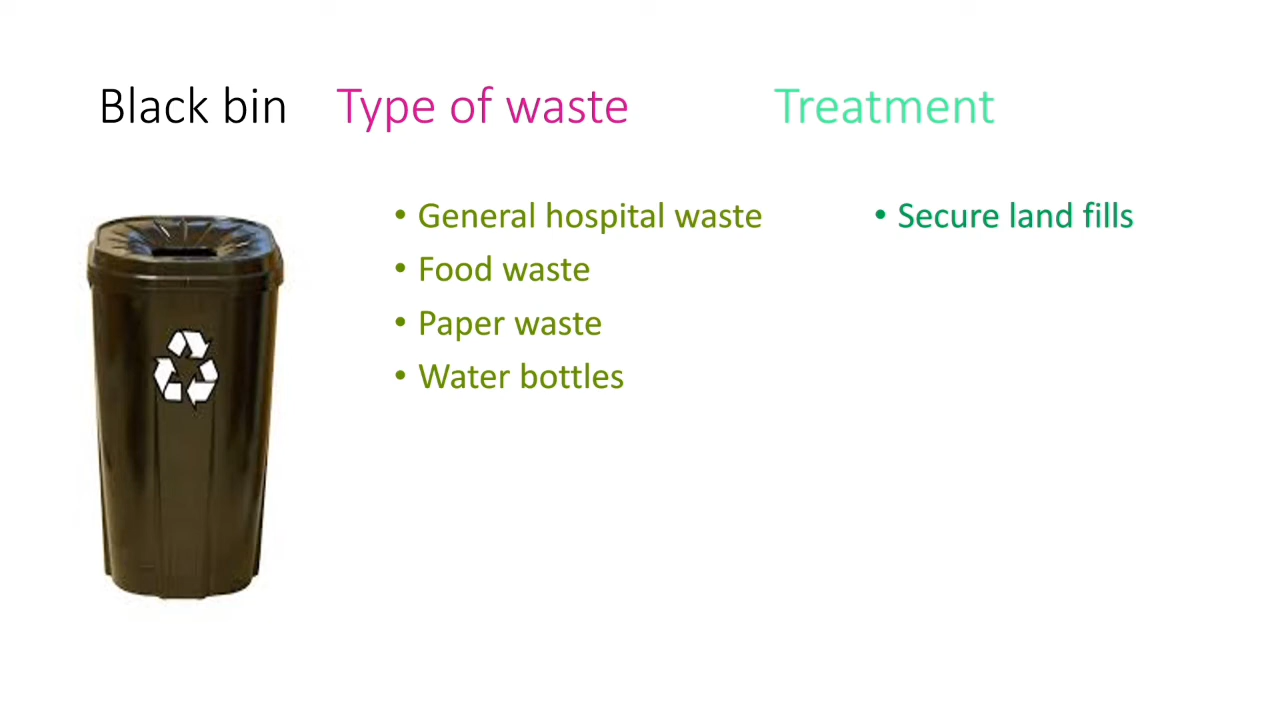 Black bin Type of waste Treatment
• General hospital waste
• Food waste
• Paper waste
• Water bottles
• Secure land fills